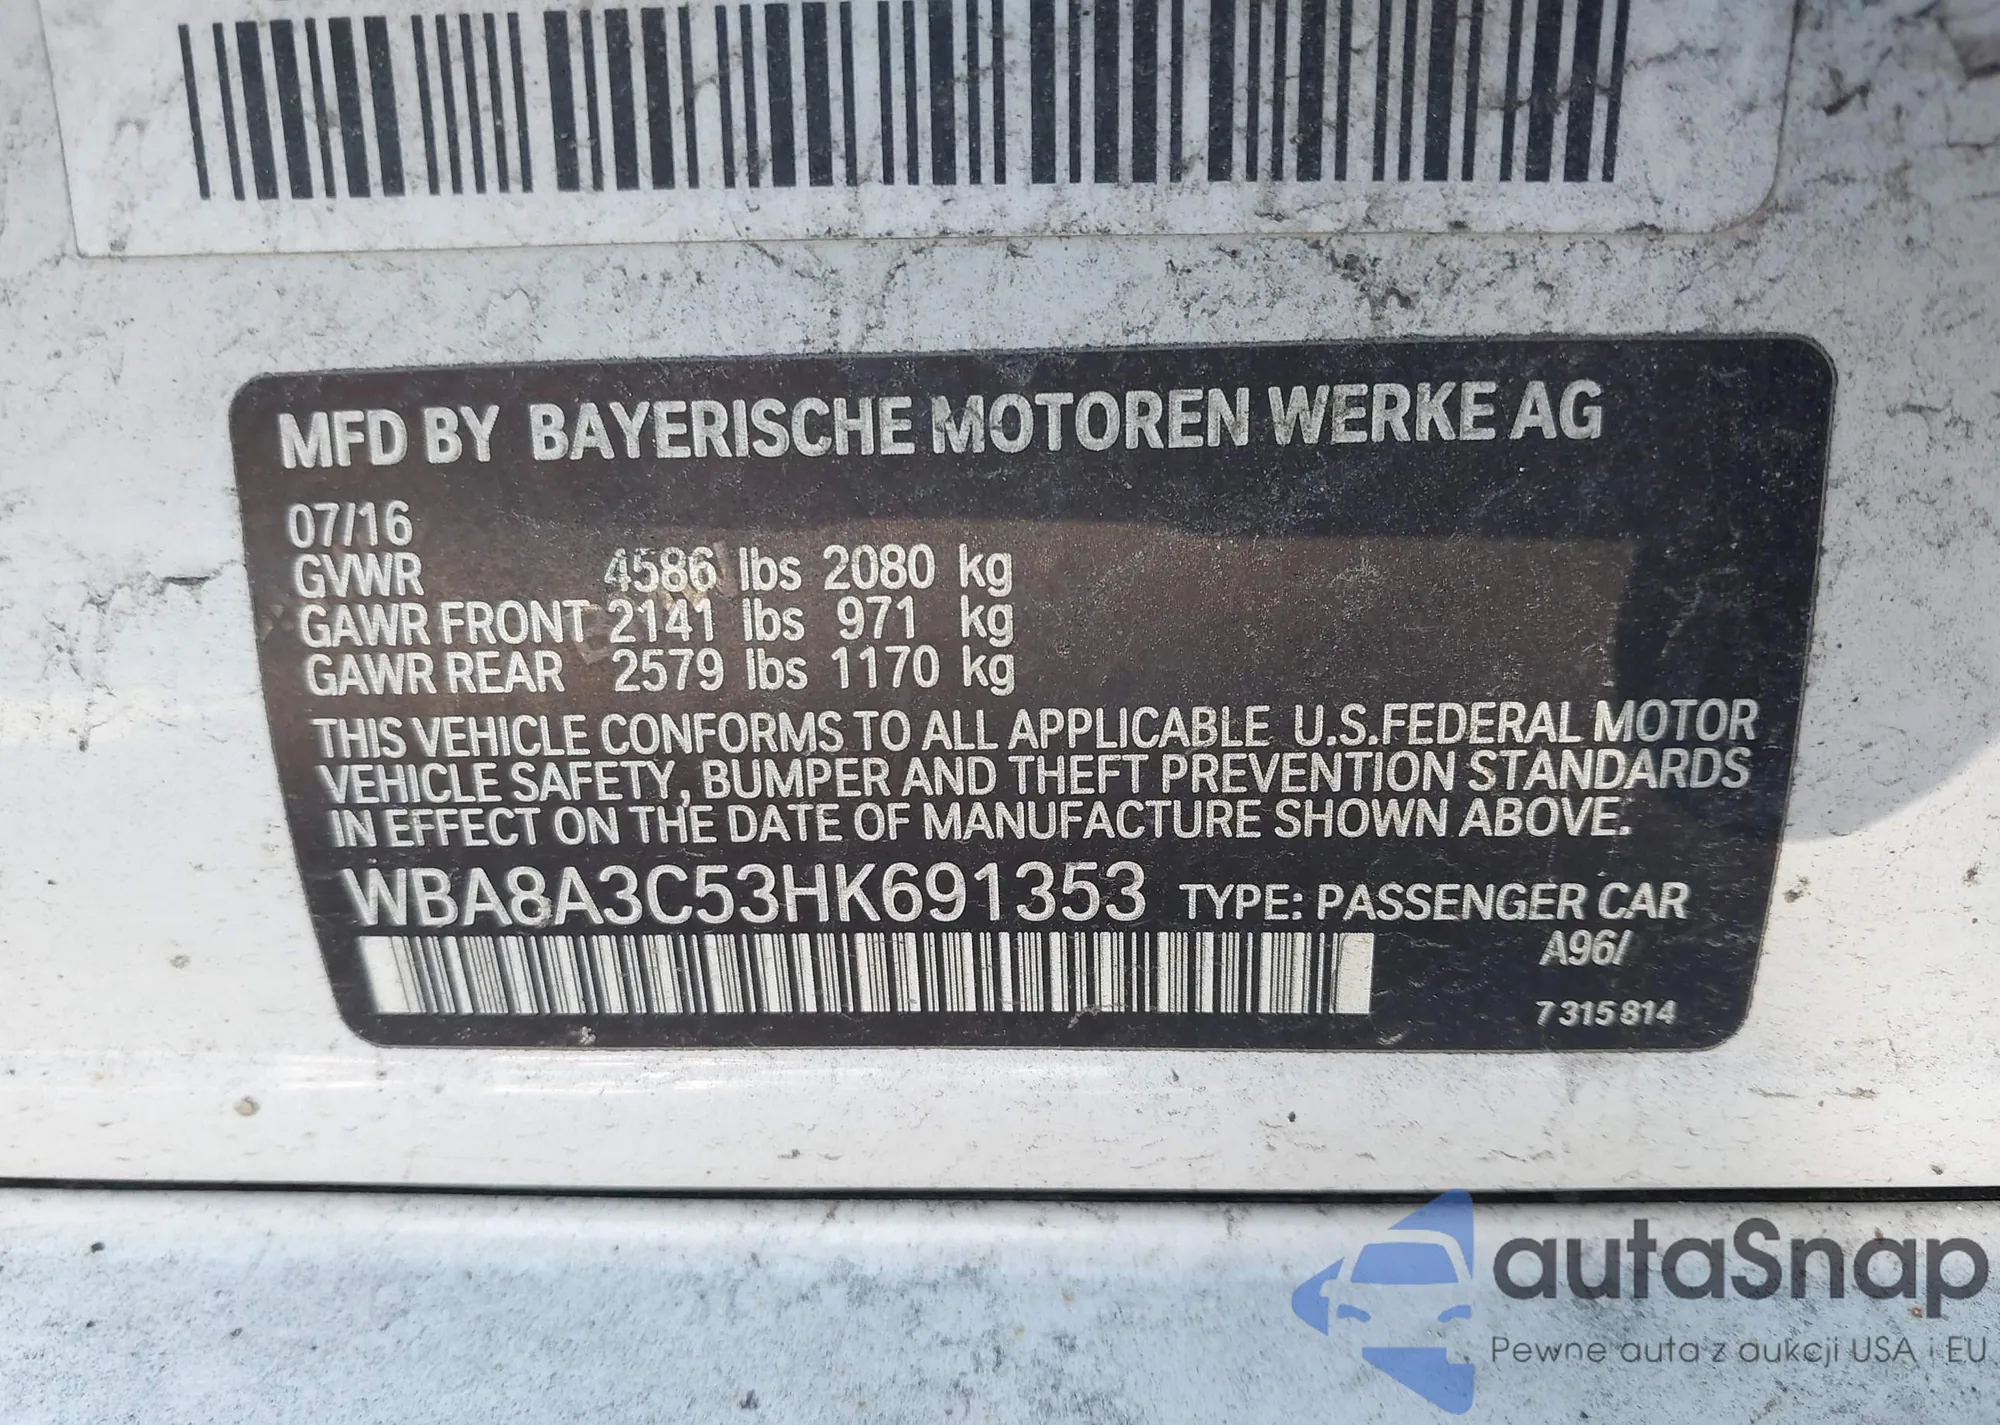 MFD BY BAYERISCHE MOTOREN WERKE AG
07/16
GVWR 4586 lbs 2080 kg
GAWR FRONT 2141 lbs 971 kg
GAWR REAR 2579 lbs 1170 kg
THIS VEHICLE CONFORMS TO ALL APPLICABLE U.S.FEDERAL MOTOR
VEHICLE SAFETY, BUMPER AND THEFT PREVENTION STANDARDS
IN EFFECT ON THE DATE OF MANUFACTURE SHOWN ABOVE.
WBA8A3C53HK691353 TYPE: PASSENGER CAR
A96/
7 315 814
autaSnap
Pewne auta z aukcji USA i EU